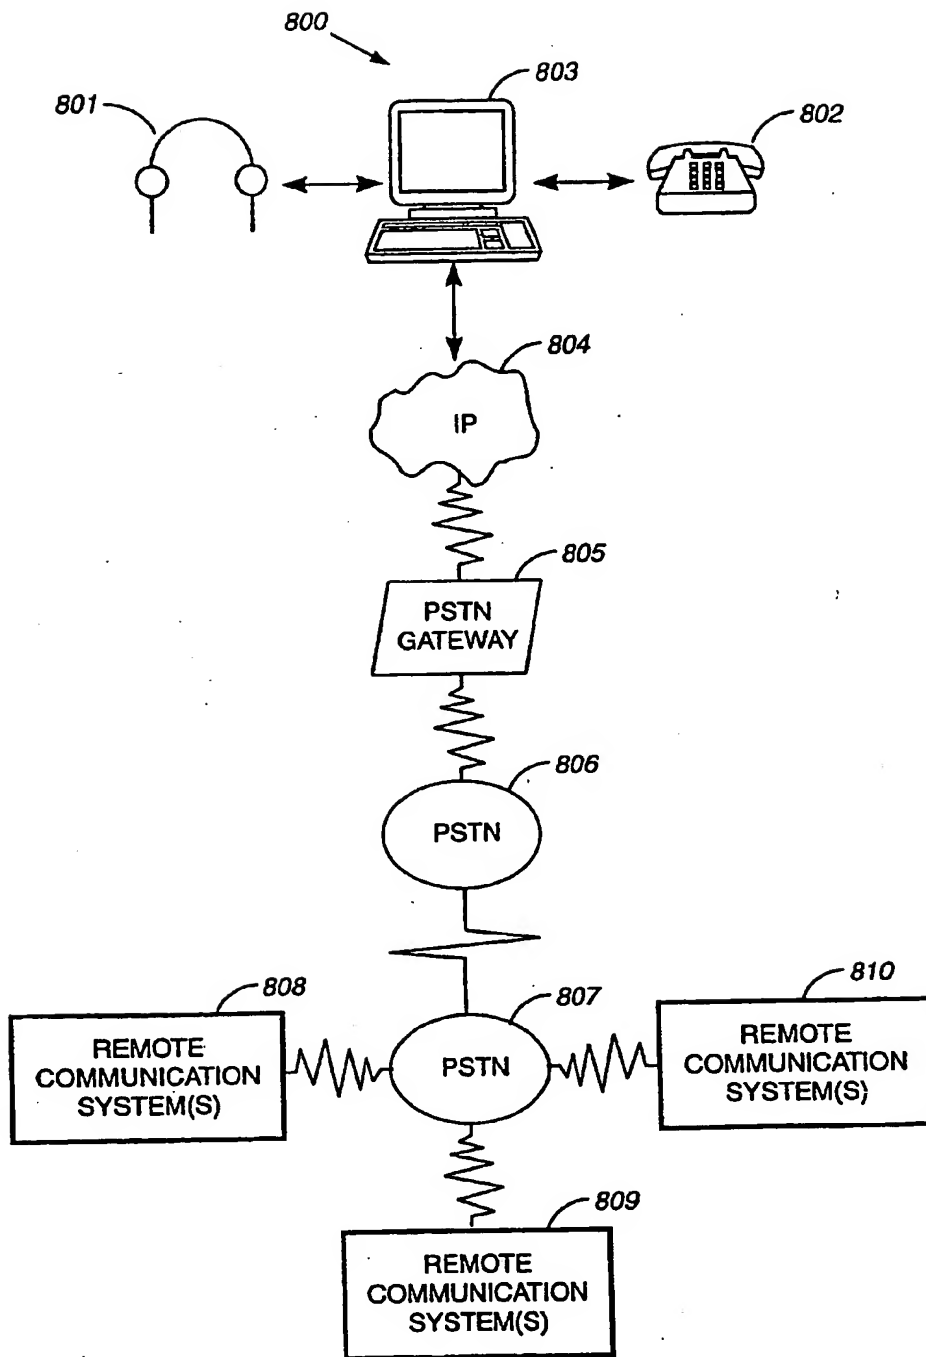 800
803
801
802
804
IP
805
PSTN
GATEWAY
806
PSTN
808
807
810
REMOTE
COMMUNICATION
SYSTEM(S)
PSTN
REMOTE
COMMUNICATION
SYSTEM(S)
809
REMOTE
COMMUNICATION
SYSTEM(S)